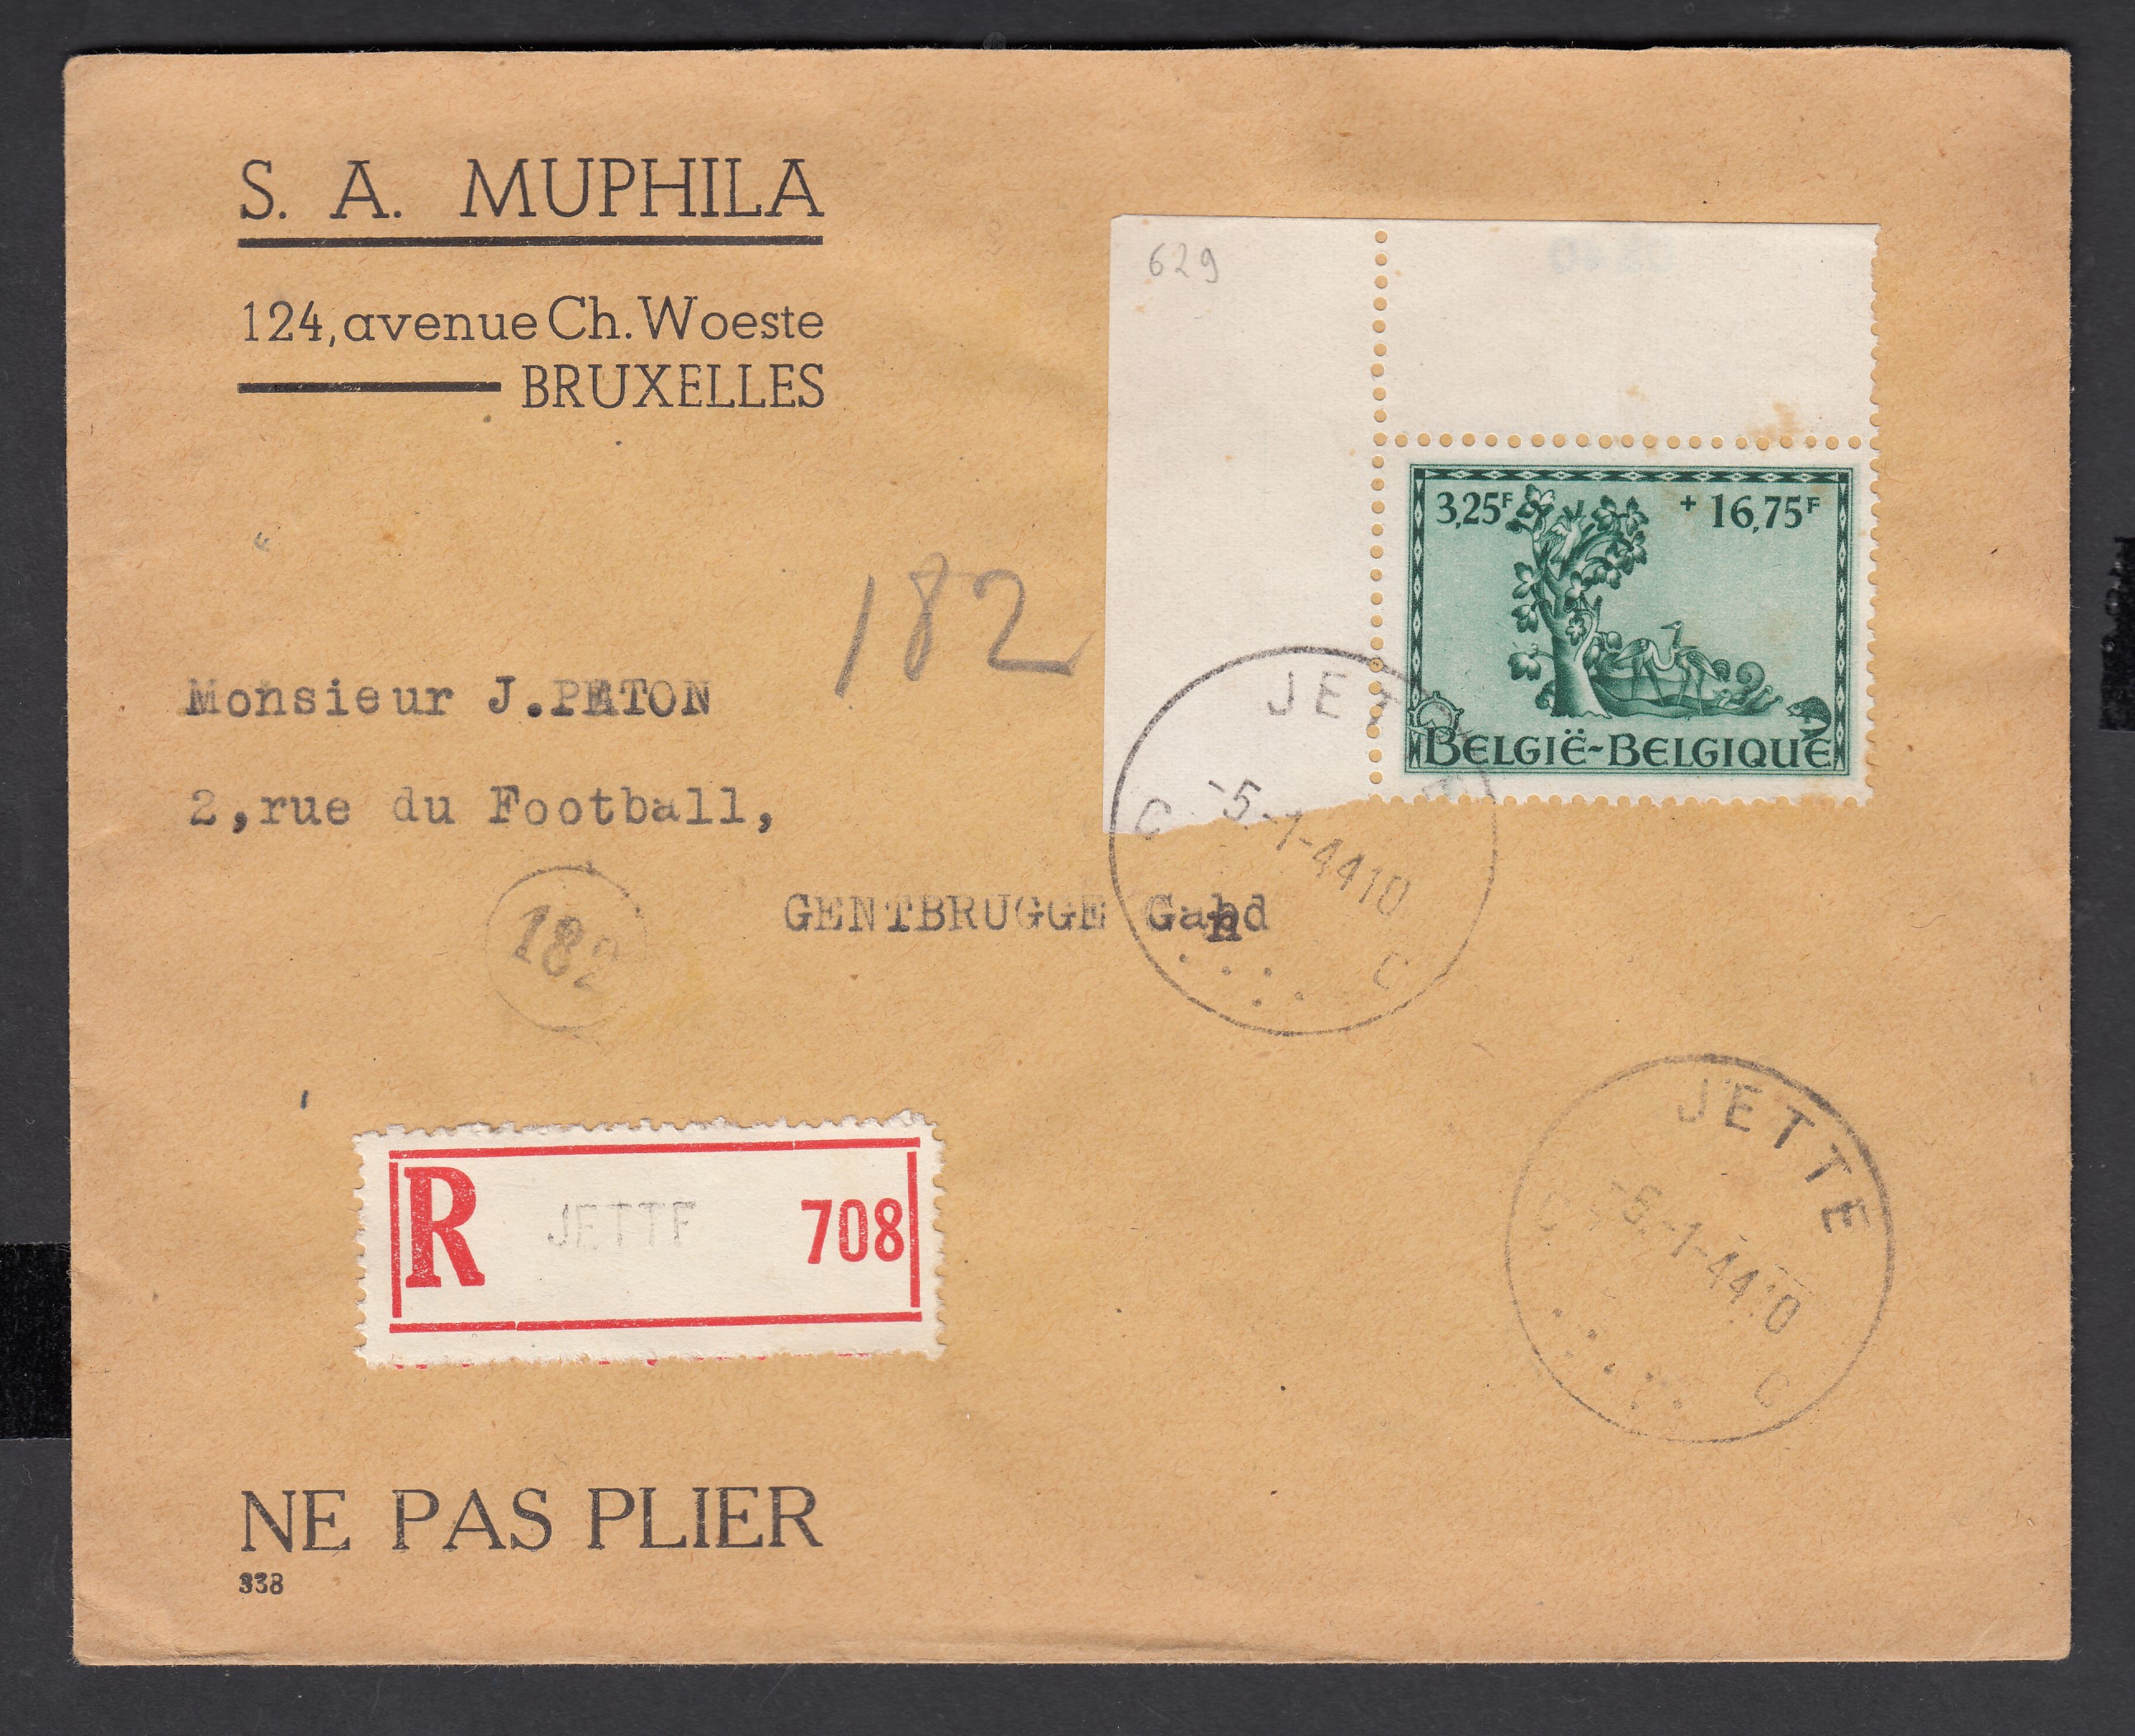 S. A. MUPHILA
124, avenue Ch. Woeste
BRUXELLES
629
3,25F + 16,75F
BELGIË-BELGIQUE
182
Monsieur J.PETON
2,rue du Football,
GENTBRUGGE Gand
182
JETTE
-5.-1-44 10
C C
R JETTE 708
JETTE
-5.-1-44 10
C C
NE PAS PLIER
338